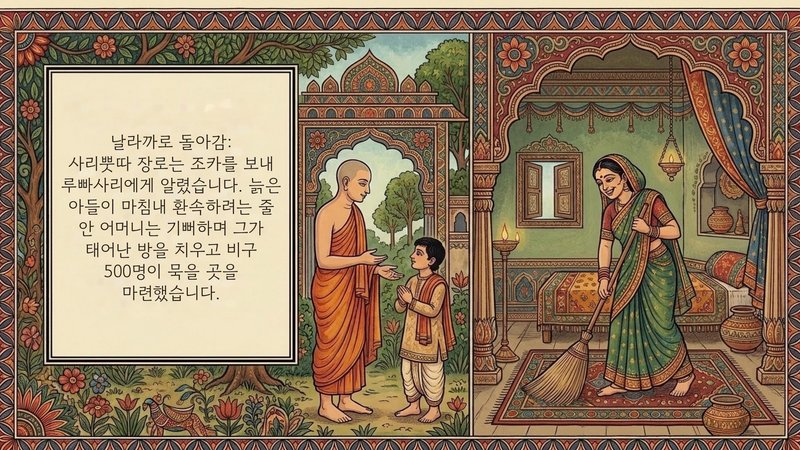 날라까로 돌아감:
사리뿟따 장로는 조카를 보내
루빠사리에게 알렸습니다. 늙은
아들이 마침내 환속하려는 줄
안 어머니는 기뻐하며 그가
태어난 방을 치우고 비구
500명이 묵을 곳을
마련했습니다.